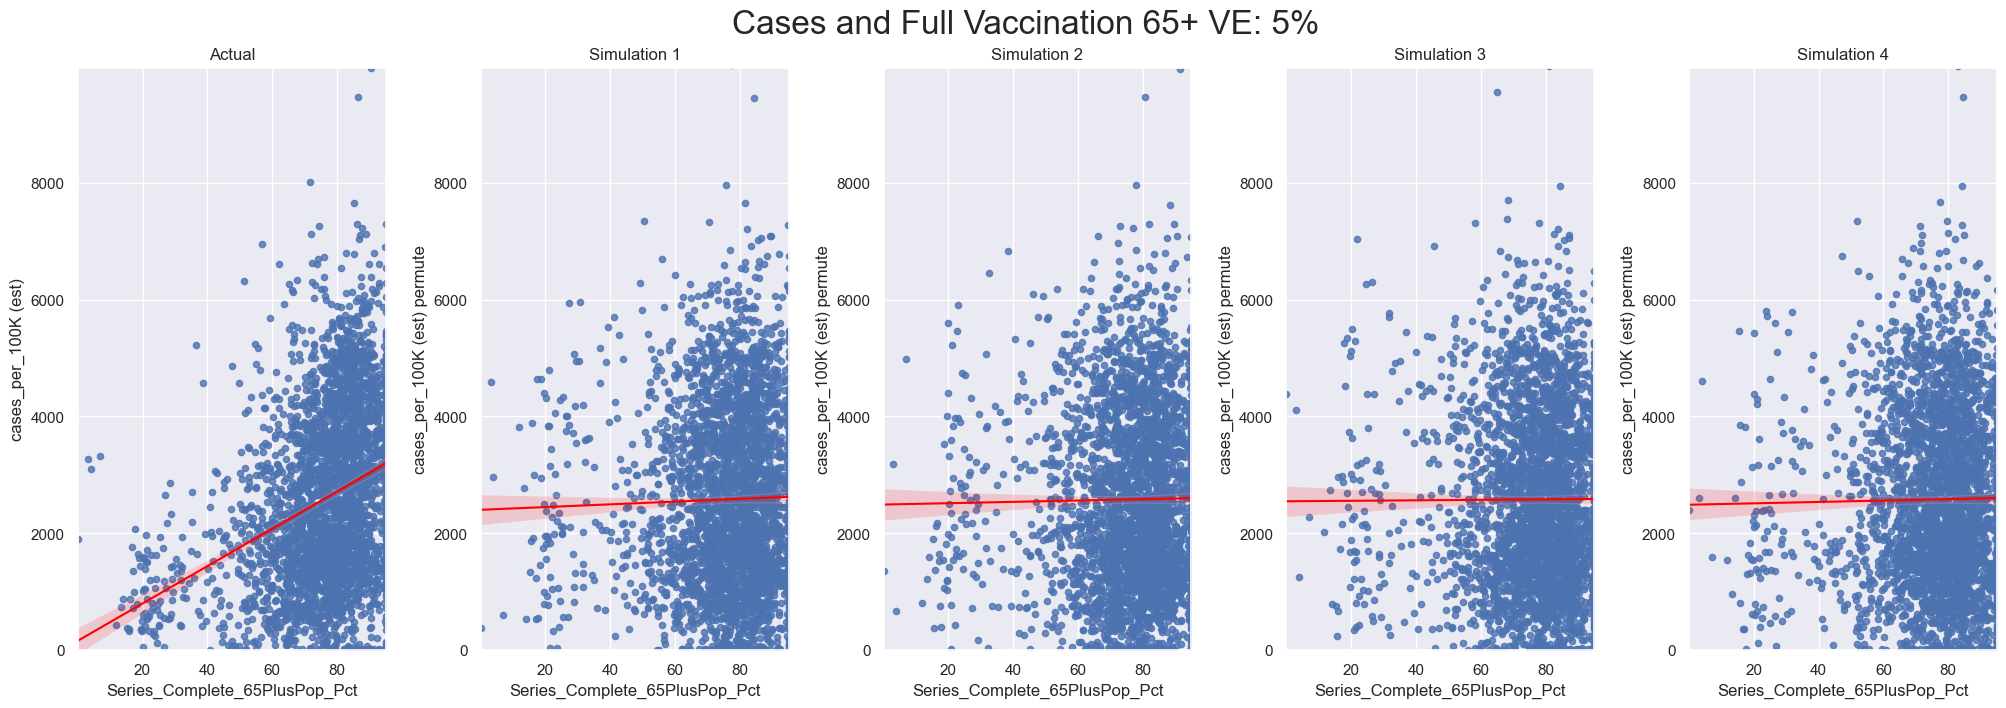 Cases and Full Vaccination 65+ VE: 5%
Actual
cases_per_100K (est)
8000
6000
4000
2000
0
20 40 60 80
Series_Complete_65PlusPop_Pct
Simulation 1
cases_per_100K (est) permute
8000
6000
4000
2000
0
20 40 60 80
Series_Complete_65PlusPop_Pct
Simulation 2
cases_per_100K (est) permute
8000
6000
4000
2000
0
20 40 60 80
Series_Complete_65PlusPop_Pct
Simulation 3
cases_per_100K (est) permute
8000
6000
4000
2000
0
20 40 60 80
Series_Complete_65PlusPop_Pct
Simulation 4
cases_per_100K (est) permute
8000
6000
4000
2000
0
20 40 60 80
Series_Complete_65PlusPop_Pct